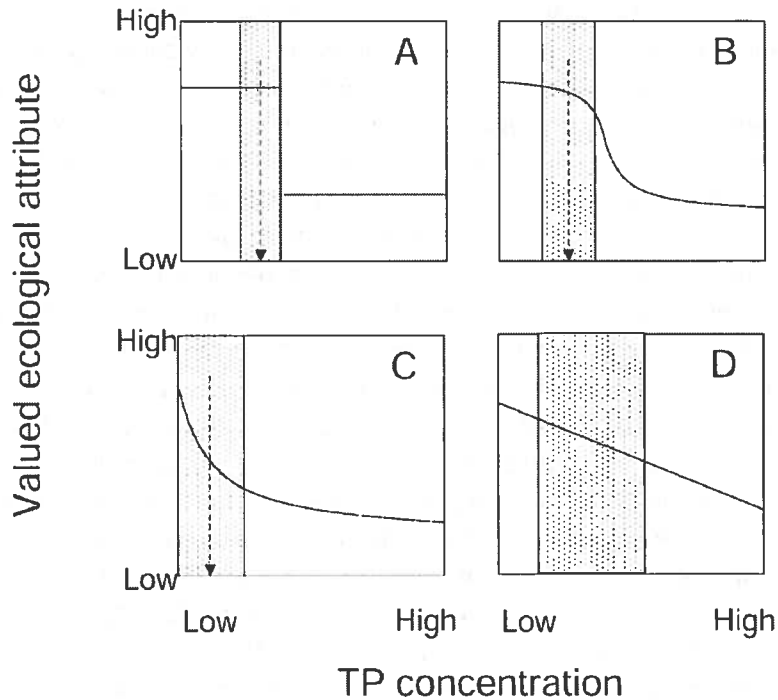 High
A
B
Valued ecological attribute
Low
High
C
D
Low
Low
High
Low
High
TP concentration